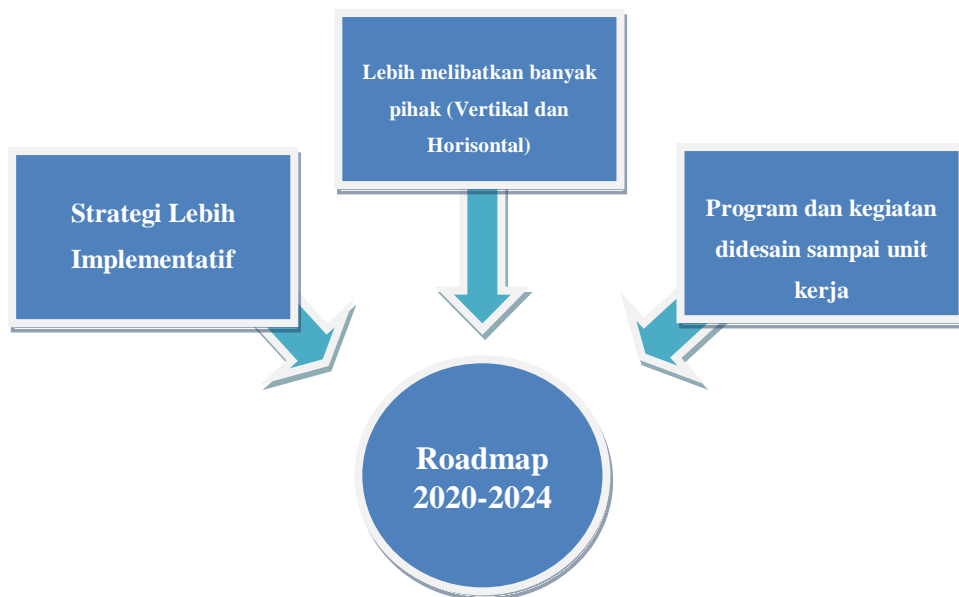 Strategi Lebih
Implementatif
Lebih melibatkan banyak
pihak (Vertikal dan
Horisontal)
Program dan kegiatan
didesain sampai unit
kerja
Roadmap
2020-2024